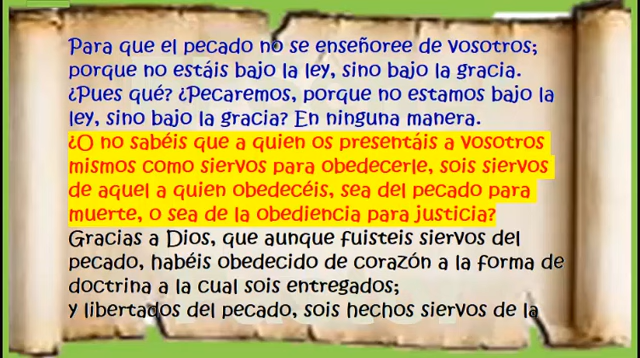 Para que el pecado no se enseñoree de vosotros;
porque no estáis bajo la ley, sino bajo la gracia.
¿Pues qué? ¿Pecaremos, porque no estamos bajo la
ley, sino bajo la gracia? En ninguna manera.
¿O no sabéis que a quien os presentáis a vosotros
mismos como siervos para obedecerle, sois siervos
de aquel a quien obedecéis, sea del pecado para
muerte, o sea de la obediencia para justicia?
Gracias a Dios, que aunque fuisteis siervos del
pecado, habéis obedecido de corazón a la forma de
doctrina a la cual sois entregados;
y libertados del pecado, sois hechos siervos de la